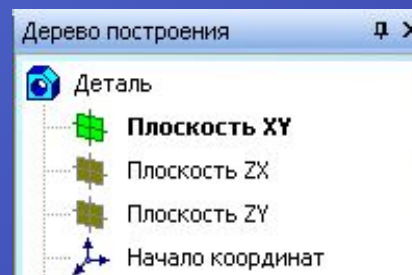 Дерево построения
Деталь
Плоскость XY
Плоскость ZX
Плоскость ZY
Начало координат